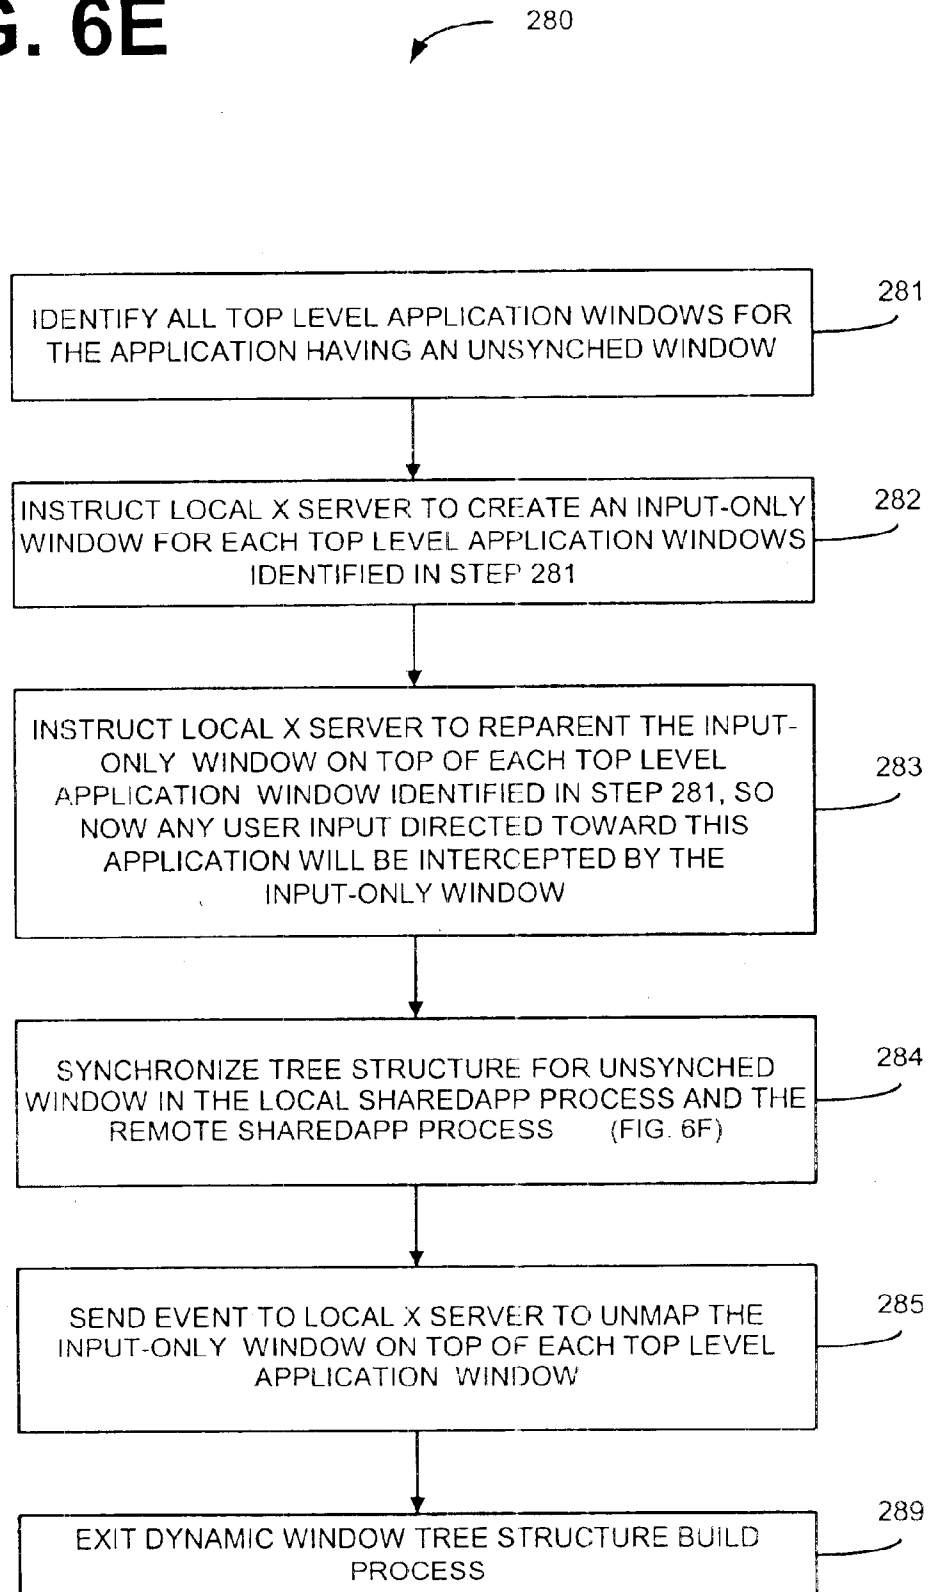 G. 6E
280
281
IDENTIFY ALL TOP LEVEL APPLICATION WINDOWS FOR
THE APPLICATION HAVING AN UNSYNCHED WINDOW
282
INSTRUCT LOCAL X SERVER TO CREATE AN INPUT-ONLY
WINDOW FOR EACH TOP LEVEL APPLICATION WINDOWS
IDENTIFIED IN STEP 281
283
INSTRUCT LOCAL X SERVER TO REPARENT THE INPUT-
ONLY WINDOW ON TOP OF EACH TOP LEVEL
APPLICATION WINDOW IDENTIFIED IN STEP 281, SO
NOW ANY USER INPUT DIRECTED TOWARD THIS
APPLICATION WILL BE INTERCEPTED BY THE
INPUT-ONLY WINDOW
284
SYNCHRONIZE TREE STRUCTURE FOR UNSYNCHED
WINDOW IN THE LOCAL SHAREDAPP PROCESS AND THE
REMOTE SHAREDAPP PROCESS (FIG. 6F)
285
SEND EVENT TO LOCAL X SERVER TO UNMAP THE
INPUT-ONLY WINDOW ON TOP OF EACH TOP LEVEL
APPLICATION WINDOW
289
EXIT DYNAMIC WINDOW TREE STRUCTURE BUILD
PROCESS